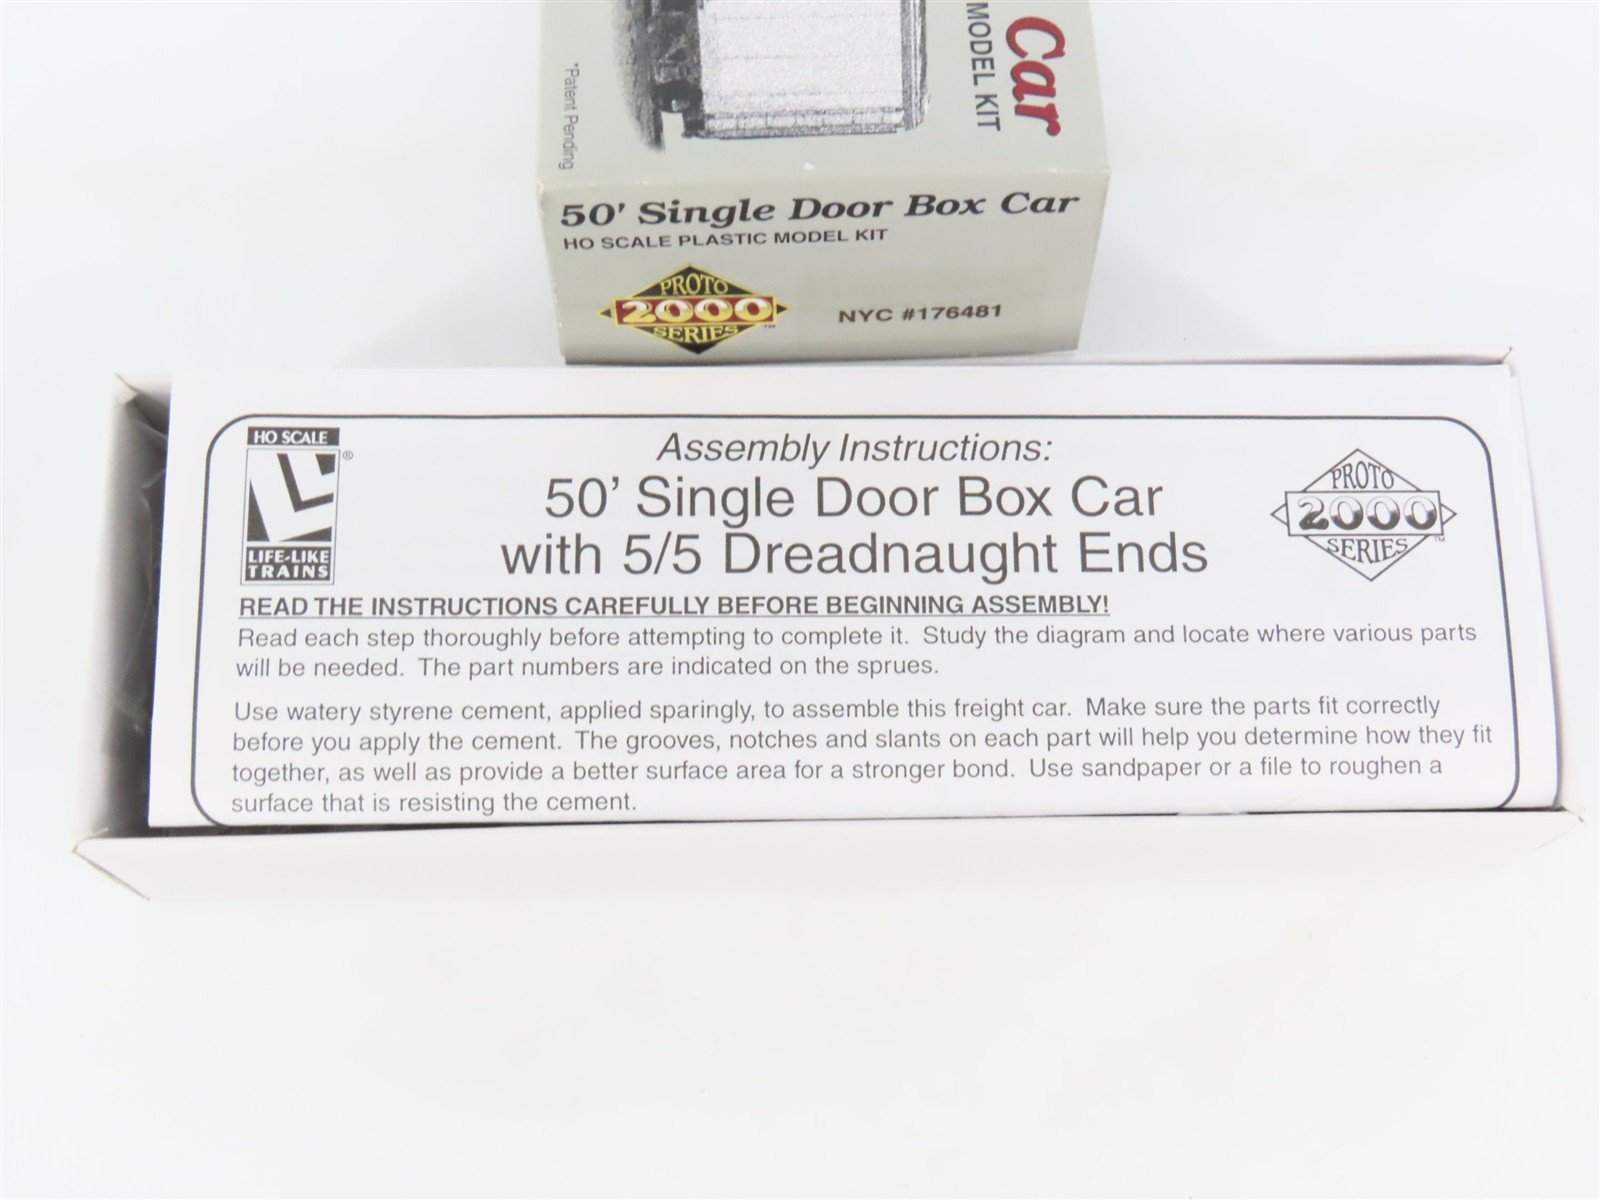 Car
MODEL KIT
*Patent Pending
50' Single Door Box Car
HO SCALE PLASTIC MODEL KIT
PROTO
2000
SERIES
™
NYC #176481
HO SCALE
®
LIFE-LIKE
TRAINS
Assembly Instructions:
50' Single Door Box Car
with 5/5 Dreadnaught Ends
PROTO
2000
SERIES
™
READ THE INSTRUCTIONS CAREFULLY BEFORE BEGINNING ASSEMBLY!
Read each step thoroughly before attempting to complete it.  Study the diagram and locate where various parts
will be needed.  The part numbers are indicated on the sprues.
Use watery styrene cement, applied sparingly, to assemble this freight car.  Make sure the parts fit correctly
before you apply the cement.  The grooves, notches and slants on each part will help you determine how they fit
together, as well as provide a better surface area for a stronger bond.  Use sandpaper or a file to roughen a
surface that is resisting the cement.